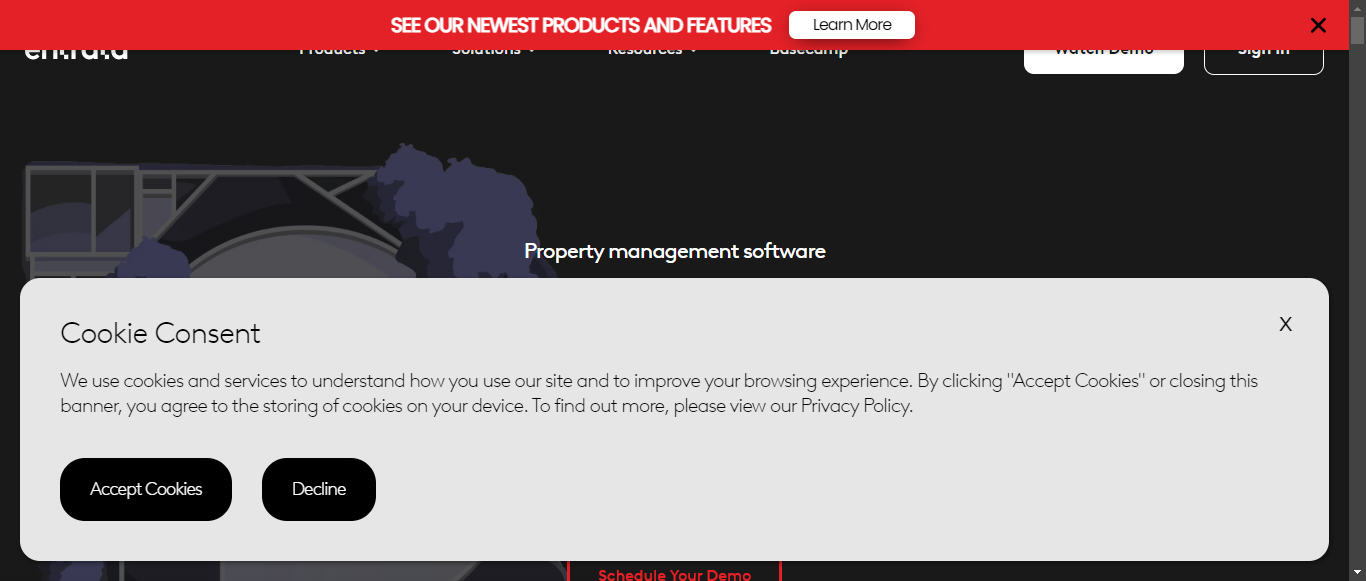 SEE OUR NEWEST PRODUCTS AND FEATURES Learn More
entrata Products Solutions Resources Basecamp Watch Demo Sign In
Property management software
Cookie Consent
X
We use cookies and services to understand how you use our site and to improve your browsing experience. By clicking "Accept Cookies" or closing this
banner, you agree to the storing of cookies on your device. To find out more, please view our Privacy Policy.
Accept Cookies Decline
Schedule Your Demo